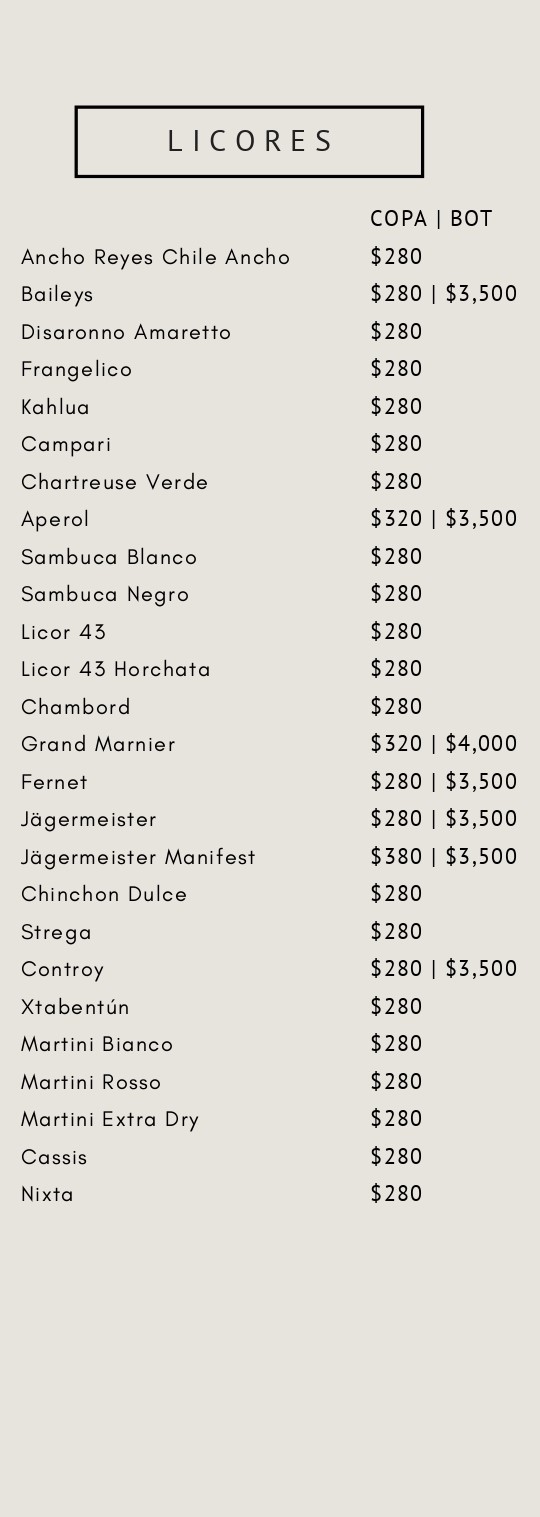 LICORES
COPA | BOT
Ancho Reyes Chile Ancho $280
Baileys $280 | $3,500
Disaronno Amaretto $280
Frangelico $280
Kahlua $280
Campari $280
Chartreuse Verde $280
Aperol $320 | $3,500
Sambuca Blanco $280
Sambuca Negro $280
Licor 43 $280
Licor 43 Horchata $280
Chambord $280
Grand Marnier $320 | $4,000
Fernet $280 | $3,500
Jägermeister $280 | $3,500
Jägermeister Manifest $380 | $3,500
Chinchon Dulce $280
Strega $280
Controy $280 | $3,500
Xtabentún $280
Martini Bianco $280
Martini Rosso $280
Martini Extra Dry $280
Cassis $280
Nixta $280